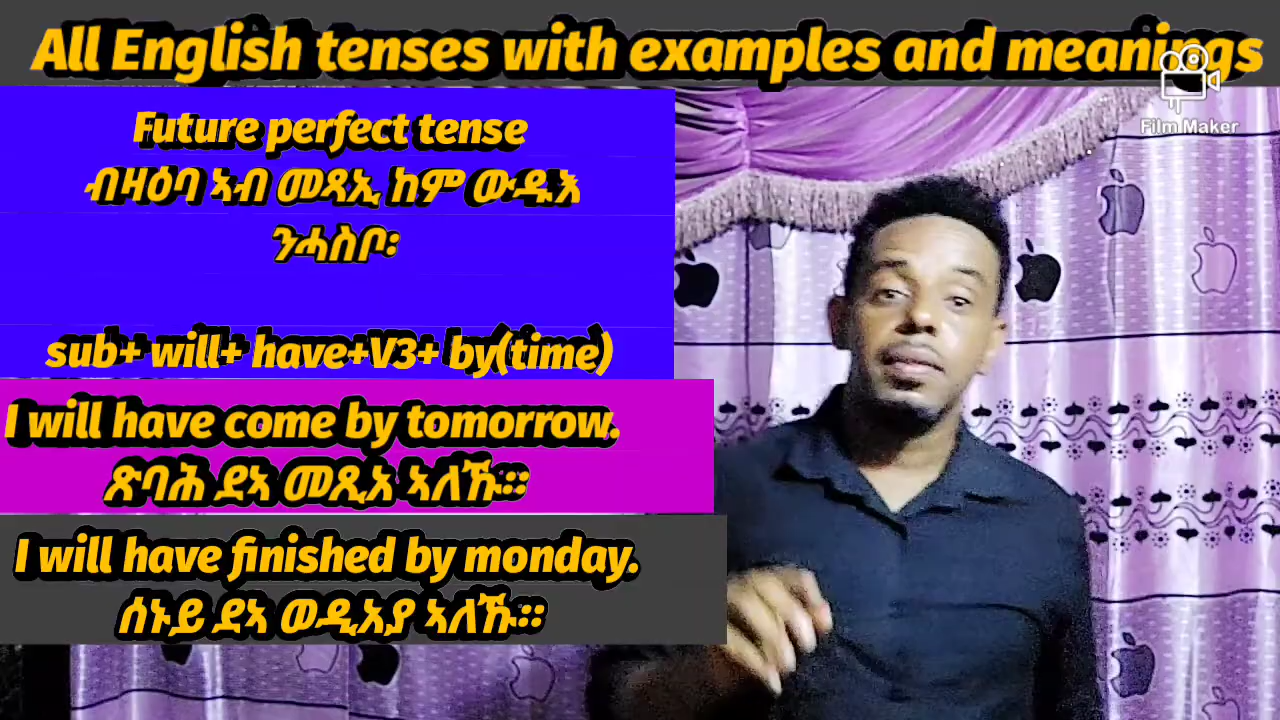 All English tenses with examples and meanings
Film Maker
Future perfect tense
ብዛዕባ ኣብ መጻኢ ከም ውዱእ
ንሓስቦ፡
sub+ will+ have+V3+ by(time)
I will have come by tomorrow.
ጽባሕ ደኣ መጺአ ኣለኹ።
I will have finished by monday.
ሰኑይ ደኣ ወዲአያ ኣለኹ።